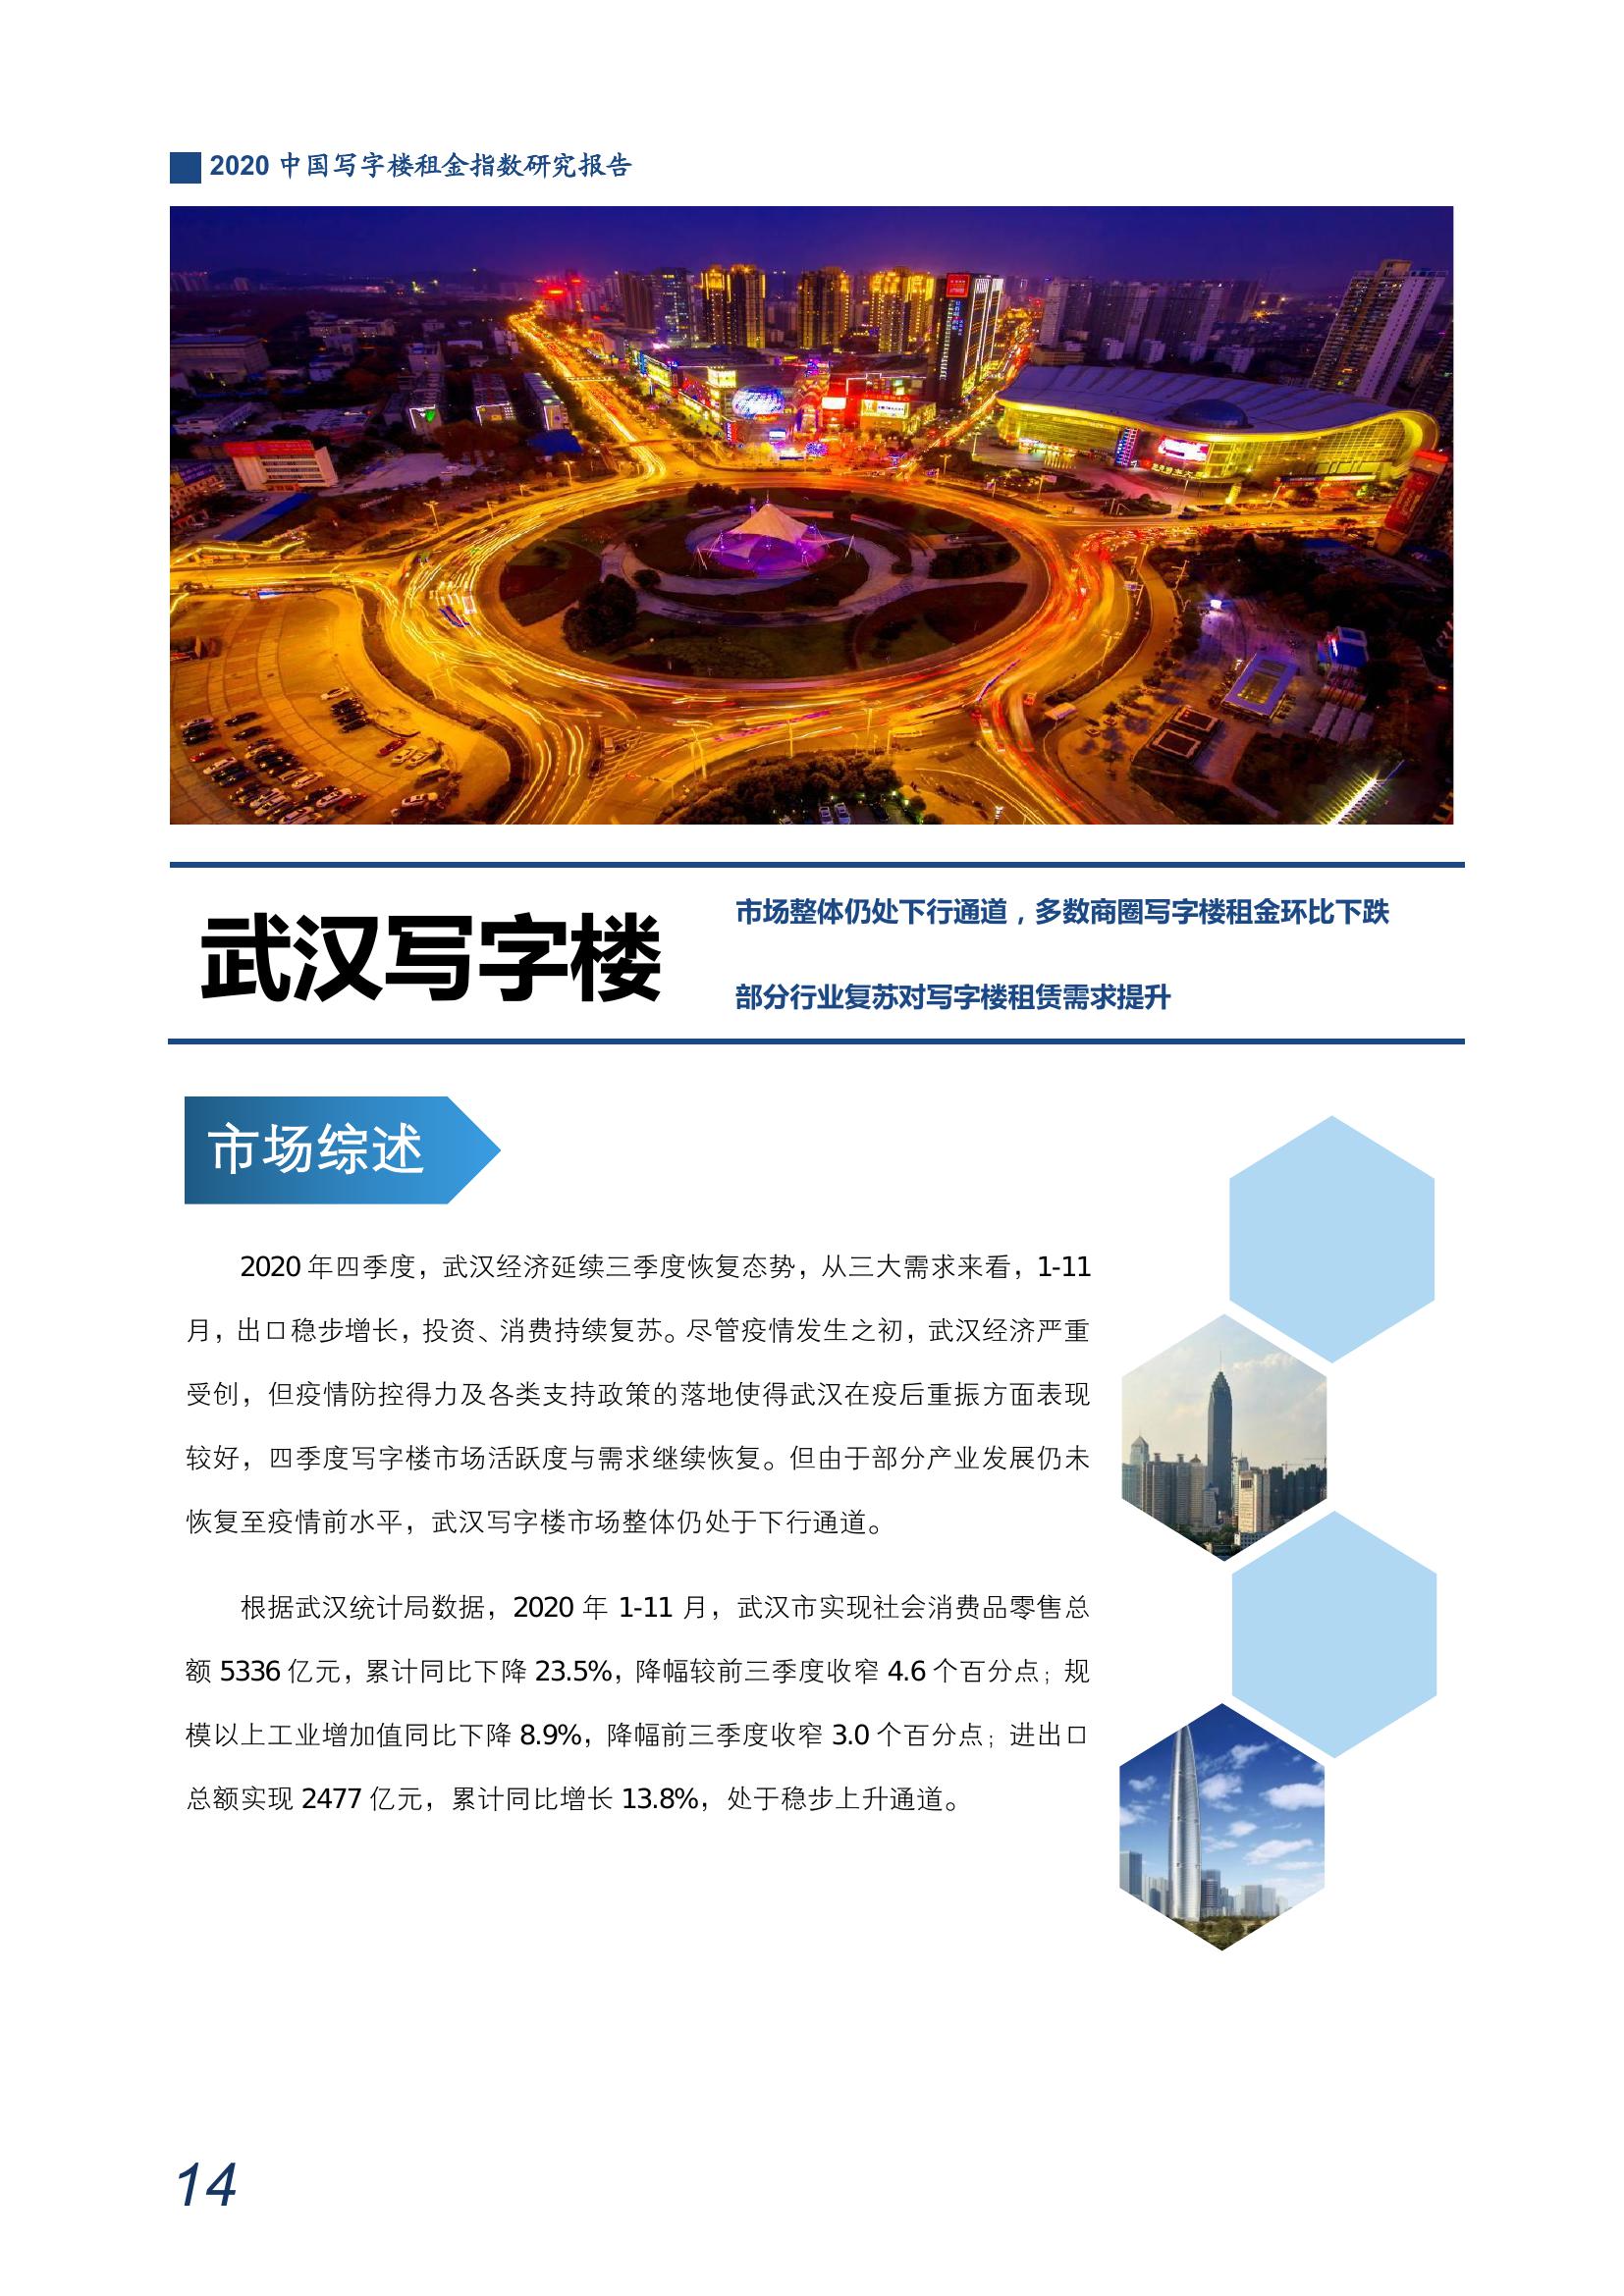 2020 中国写字楼租金指数研究报告
武汉写字楼
市场整体仍处下行通道，多数商圈写字楼租金环比下跌
部分行业复苏对写字楼租赁需求提升
市场综述
2020 年四季度，武汉经济延续三季度恢复态势，从三大需求来看，1-11
月，出口稳步增长，投资、消费持续复苏。尽管疫情发生之初，武汉经济严重
受创，但疫情防控得力及各类支持政策的落地使得武汉在疫后重振方面表现
较好，四季度写字楼市场活跃度与需求继续恢复。但由于部分产业发展仍未
恢复至疫情前水平，武汉写字楼市场整体仍处于下行通道。
根据武汉统计局数据，2020 年 1-11 月，武汉市实现社会消费品零售总
额 5336 亿元，累计同比下降 23.5%，降幅较前三季度收窄 4.6 个百分点；规
模以上工业增加值同比下降 8.9%，降幅前三季度收窄 3.0 个百分点；进出口
总额实现 2477 亿元，累计同比增长 13.8%，处于稳步上升通道。
14